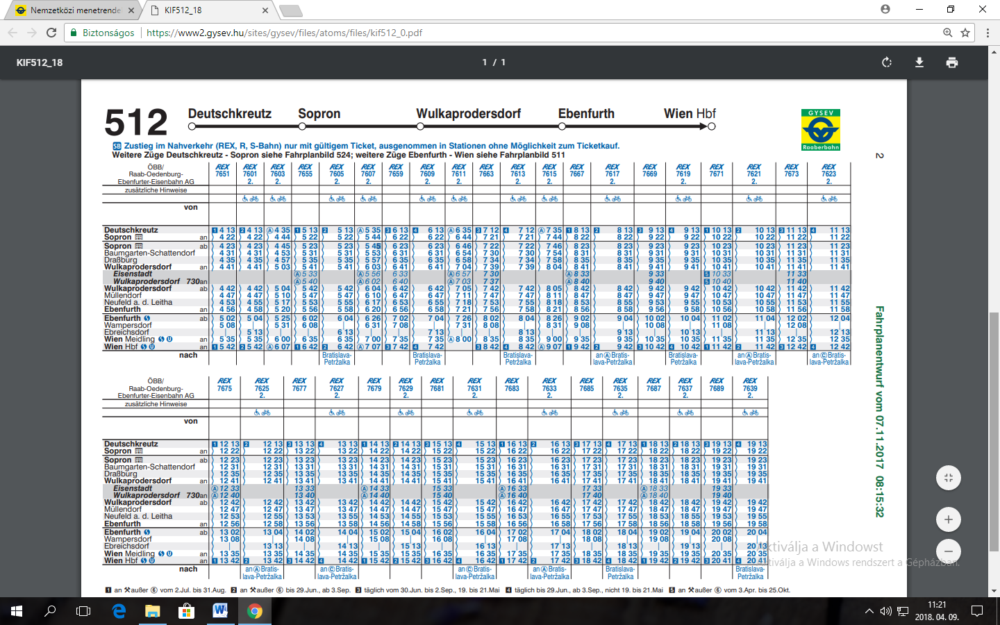 Nemzetközi menetrende
KIF512_18
Biztonságos
https://www2.gysev.hu/sites/gysev/files/atoms/files/kif512_0.pdf
KIF512_18
1 / 1
512
Deutschkreutz Sopron Wulkaprodersdorf Ebenfurth Wien Hbf
GYSEV
Raaberbahn
2
SB Zustieg im Nahverkehr (REX, R, S-Bahn) nur mit gültigem Ticket, ausgenommen in Stationen ohne Möglichkeit zum Ticketkauf.
Weitere Züge Deutschkreutz - Sopron siehe Fahrplanbild 524; weitere Züge Ebenfurth - Wien siehe Fahrplanbild 511
ÖBB/ REX REX REX REX REX REX REX REX REX REX REX REX REX REX REX REX REX REX REX REX
Raab-Oedenburg- 7651 7601 7603 7655 7605 7607 7659 7609 7611 7663 7613 7615 7667 7617 7669 7619 7671 7621 7673 7623
Ebenfurter-Eisenbahn AG 2. 2. 2. 2. 2. 2. 2. 2. 2. 2. 2. 2.
zusätzliche Hinweise
von
Deutschkreutz 1 4 13 2 4 13 A 4 35 1 5 13 2 5 13 A 5 35 3 6 13 4 6 13 A 6 35 3 7 12 4 7 12 A 7 35 1 8 13 2 8 13 3 9 13 4 9 13 1 10 13 2 10 13 3 11 13 4 11 13
Sopron an 4 22 4 22 4 44 5 22 5 22 5 44 6 22 6 22 6 44 7 21 7 21 7 44 8 22 8 22 9 22 9 22 10 22 10 22 11 22 11 22
Sopron ab 4 23 4 23 4 45 5 23 5 23 5 45 6 23 6 23 6 46 7 22 7 22 7 46 8 23 8 23 9 23 9 23 10 23 10 23 11 23 11 23
Baumgarten-Schattendorf 4 31 4 31 4 53 5 31 5 31 5 53 6 31 6 31 6 54 7 30 7 30 7 54 8 31 8 31 9 31 9 31 10 31 10 31 11 31 11 31
Draßburg 4 35 4 35 4 57 5 35 5 35 5 57 6 35 6 35 6 58 7 34 7 34 7 58 8 35 8 35 9 35 9 35 10 35 10 35 11 35 11 35
Wulkaprodersdorf an 4 41 4 41 5 03 5 41 5 41 6 03 6 41 6 41 7 04 7 39 7 39 8 04 8 41 8 41 9 41 9 41 10 41 10 41 11 41 11 41
Eisenstadt A 5 33 A 5 56 6 33 A 6 57 7 30 A 8 33 9 33 5 10 33 11 33
Wulkaprodersdorf 730an A 5 40 A 6 02 6 40 A 7 03 7 37 A 8 40 9 40 5 10 40 11 40
Wulkaprodersdorf ab 4 42 4 42 5 04 5 42 5 42 6 04 6 42 6 42 7 05 7 42 7 42 8 05 8 42 8 42 9 42 9 42 10 42 10 42 11 42 11 42
Müllendorf 4 47 4 47 5 10 5 47 5 47 6 10 6 47 6 47 7 11 7 47 7 47 8 11 8 47 8 47 9 47 9 47 10 47 10 47 11 47 11 47
Neufeld a. d. Leitha 4 53 4 55 5 17 5 53 5 55 6 17 6 53 6 55 7 18 7 53 7 55 8 18 8 53 8 55 9 53 9 55 10 53 10 55 11 53 11 55
Ebenfurth an 4 56 4 58 5 20 5 56 5 58 6 20 6 56 6 58 7 21 7 56 7 58 8 21 8 56 8 58 9 56 9 58 10 56 10 58 11 56 11 58
Ebenfurth S ab 5 02 5 04 5 25 6 02 6 04 6 26 7 02 7 04 7 26 8 02 8 04 8 26 9 02 9 04 10 02 10 04 11 02 11 04 12 02 12 04
Wampersdorf 5 08 5 31 6 08 6 31 7 08 7 31 8 08 8 31 9 08 10 08 11 08 12 08
Ebreichsdorf 5 13 6 13 7 13 8 13 9 13 10 13 11 13 12 13
Wien Meidling S U an 5 35 5 35 6 00 6 35 6 35 7 00 7 35 7 35 A 8 00 8 35 8 35 9 00 9 35 9 35 10 35 10 35 11 35 11 35 12 35 12 35
Wien Hbf S U an 1 5 42 2 5 42 A 6 07 1 6 42 2 6 42 A 7 07 3 7 42 4 7 42 3 8 42 4 8 42 A 9 07 1 9 42 2 9 42 3 10 42 4 10 42 1 11 42 2 11 42 3 12 42 4 12 42
nach Bratislava- Bratislava- Bratislava- an A Bratis- Bratislava- an A Bratis- an C Bratis-
Petržalka Petržalka Petržalka lava-Petržalka Petržalka lava-Petržalka lava-Petržalka
ÖBB/ REX REX REX REX REX REX REX REX REX REX REX REX REX REX REX REX
Raab-Oedenburg- 7675 7625 7677 7627 7679 7629 7681 7631 7683 7633 7685 7635 7687 7637 7689 7639
Ebenfurter-Eisenbahn AG 2. 2. 2. 2. 2. 2. 2. 2.
zusätzliche Hinweise
von
Deutschkreutz 1 12 13 2 12 13 3 13 13 4 13 13 1 14 13 2 14 13 3 15 13 4 15 13 1 16 13 2 16 13 3 17 13 4 17 13 1 18 13 2 18 13 3 19 13 4 19 13
Sopron an 12 22 12 22 13 22 13 22 14 22 14 22 15 22 15 22 16 22 16 22 17 22 17 22 18 22 18 22 19 22 19 22
Sopron ab 12 23 12 23 13 23 13 23 14 23 14 23 15 23 15 23 16 23 16 23 17 23 17 23 18 23 18 23 19 23 19 23
Baumgarten-Schattendorf 12 31 12 31 13 31 13 31 14 31 14 31 15 31 15 31 16 31 16 31 17 31 17 31 18 31 18 31 19 31 19 31
Draßburg 12 35 12 35 13 35 13 35 14 35 14 35 15 35 15 35 16 35 16 35 17 35 17 35 18 35 18 35 19 35 19 35
Wulkaprodersdorf an 12 41 12 41 13 41 13 41 14 41 14 41 15 41 15 41 16 41 16 41 17 41 17 41 18 41 18 41 19 41 19 41
Eisenstadt A 12 33 13 33 A 14 33 15 33 A 16 33 17 33 A 18 33 19 33
Wulkaprodersdorf 730an A 12 40 13 40 A 14 40 15 40 A 16 40 17 40 A 18 40 19 40
Wulkaprodersdorf ab 12 42 12 42 13 42 13 42 14 42 14 42 15 42 15 42 16 42 16 42 17 42 17 42 18 42 18 42 19 42 19 42
Müllendorf 12 47 12 47 13 47 13 47 14 47 14 47 15 47 15 47 16 47 16 47 17 47 17 47 18 47 18 47 19 47 19 47
Neufeld a. d. Leitha 12 53 12 55 13 53 13 55 14 53 14 55 15 53 15 55 16 53 16 55 17 53 17 55 18 53 18 55 19 53 19 55
Ebenfurth an 12 56 12 58 13 56 13 58 14 56 14 58 15 56 15 58 16 56 16 58 17 56 17 58 18 56 18 58 19 56 19 58
Ebenfurth S ab 13 02 13 04 14 02 14 04 15 02 15 04 16 02 16 04 17 02 17 04 18 02 18 04 19 02 19 04 20 02 20 04
Wampersdorf 13 08 14 08 15 08 16 08 17 08 18 08 19 08 20 08
Ebreichsdorf 13 13 14 13 15 13 16 13 17 13 18 13 19 13 20 13
Wien Meidling S U an 13 35 13 35 14 35 14 35 15 35 15 35 16 35 16 35 17 35 17 35 18 35 18 35 19 35 19 35 20 35 20 35
Wien Hbf S U an 1 13 42 2 13 42 3 14 42 4 14 42 1 15 42 2 15 42 3 16 42 4 16 42 1 17 42 2 17 42 3 18 42 4 18 42 1 19 42 2 19 42 3 20 41 4 20 41
nach an A Bratis- an C Bratis- an C Bratis- an A Bratis- Bratislava- Bratislava-
lava-Petržalka lava-Petržalka lava-Petržalka lava-Petržalka Petržalka Petržalka
1 an ⚒ außer 6 vom 2.Jul. bis 31.Aug. 2 an ⚒ außer 6 bis 29.Jun., ab 3.Sep. 3 täglich vom 30.Jun. bis 2.Sep., 19. bis 21.Mai 4 täglich bis 29.Jun., ab 3.Sep., nicht 19. bis 21.Mai 5 an ⚒ außer 6 vom 3.Apr. bis 25.Okt.
Fahrplanentwurf vom 07.11.2017 08:15:32
Aktiválja a Windowst
Aktiválja a Windows rendszert a Gépházban.
11:21
2018. 04. 09.